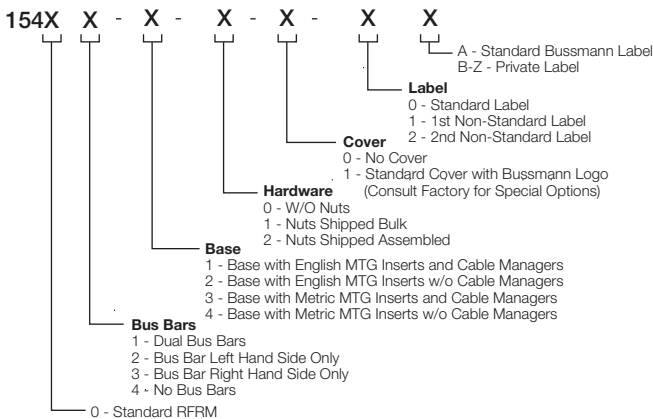 154X X - X - X - X - X X
A - Standard Bussmann Label
B-Z - Private Label
Label
0 - Standard Label
1 - 1st Non-Standard Label
2 - 2nd Non-Standard Label
Cover
0 - No Cover
1 - Standard Cover with Bussmann Logo
(Consult Factory for Special Options)
Hardware
0 - W/O Nuts
1 - Nuts Shipped Bulk
2 - Nuts Shipped Assembled
Base
1 - Base with English MTG Inserts and Cable Managers
2 - Base with English MTG Inserts w/o Cable Managers
3 - Base with Metric MTG Inserts and Cable Managers
4 - Base with Metric MTG Inserts w/o Cable Managers
Bus Bars
1 - Dual Bus Bars
2 - Bus Bar Left Hand Side Only
3 - Bus Bar Right Hand Side Only
4 - No Bus Bars
0 - Standard RFRM